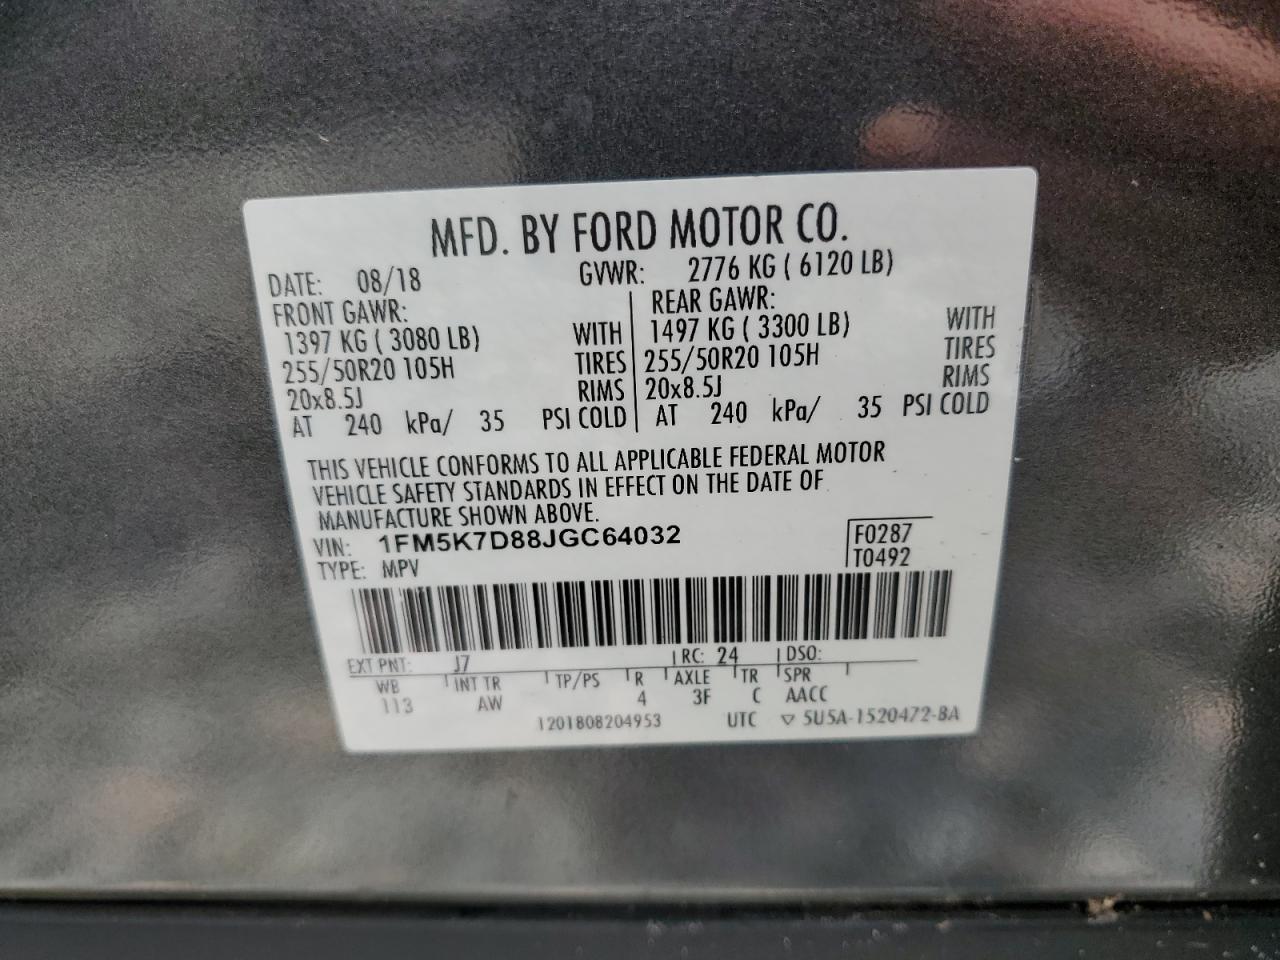 MFD. BY FORD MOTOR CO.
DATE: 08/18 GVWR: 2776 KG ( 6120 LB)
FRONT GAWR: REAR GAWR:
1397 KG ( 3080 LB) WITH 1497 KG ( 3300 LB) WITH
255/50R20 105H TIRES 255/50R20 105H TIRES
20x8.5J RIMS 20x8.5J RIMS
AT 240 kPa/ 35 PSI COLD AT 240 kPa/ 35 PSI COLD
THIS VEHICLE CONFORMS TO ALL APPLICABLE FEDERAL MOTOR
VEHICLE SAFETY STANDARDS IN EFFECT ON THE DATE OF
MANUFACTURE SHOWN ABOVE.
VIN: 1FM5K7D88JGC64032 F0287
TYPE: MPV T0492
EXT PNT: J7 RC: 24 DSO:
WB INT TR TP/PS R AXLE TR SPR
113 AW 4 3F C AACC
1201808204953 UTC ▽ 5U5A-1520472-BA